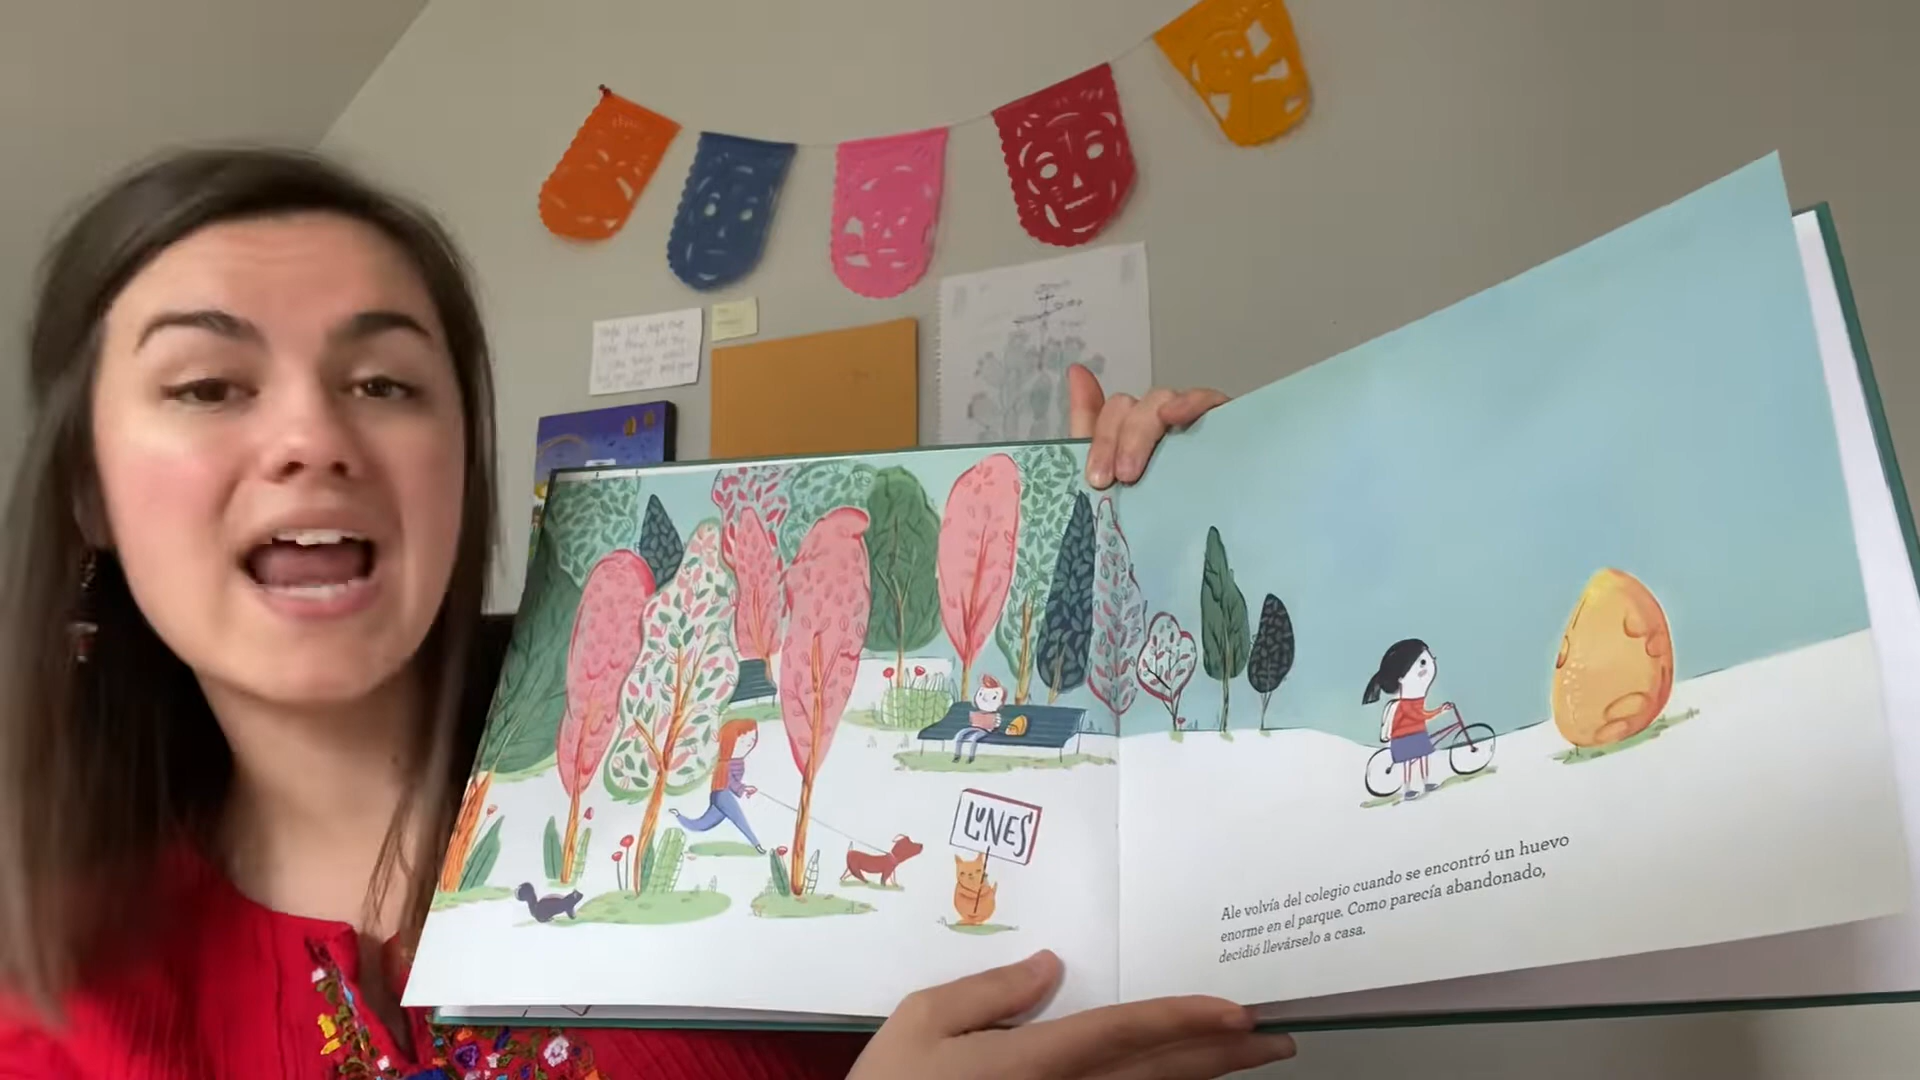 LUNES
Ale volvía del colegio cuando se encontró un huevo
enorme en el parque. Como parecía abandonado,
decidió llevárselo a casa.